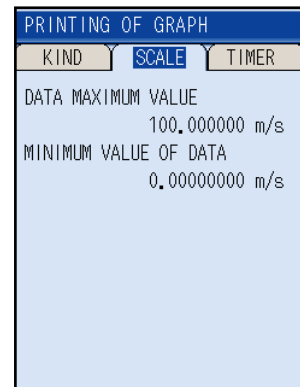 PRINTING OF GRAPH
KIND SCALE TIMER
DATA MAXIMUM VALUE
100.000000 m/s
MINIMUM VALUE OF DATA
0.00000000 m/s